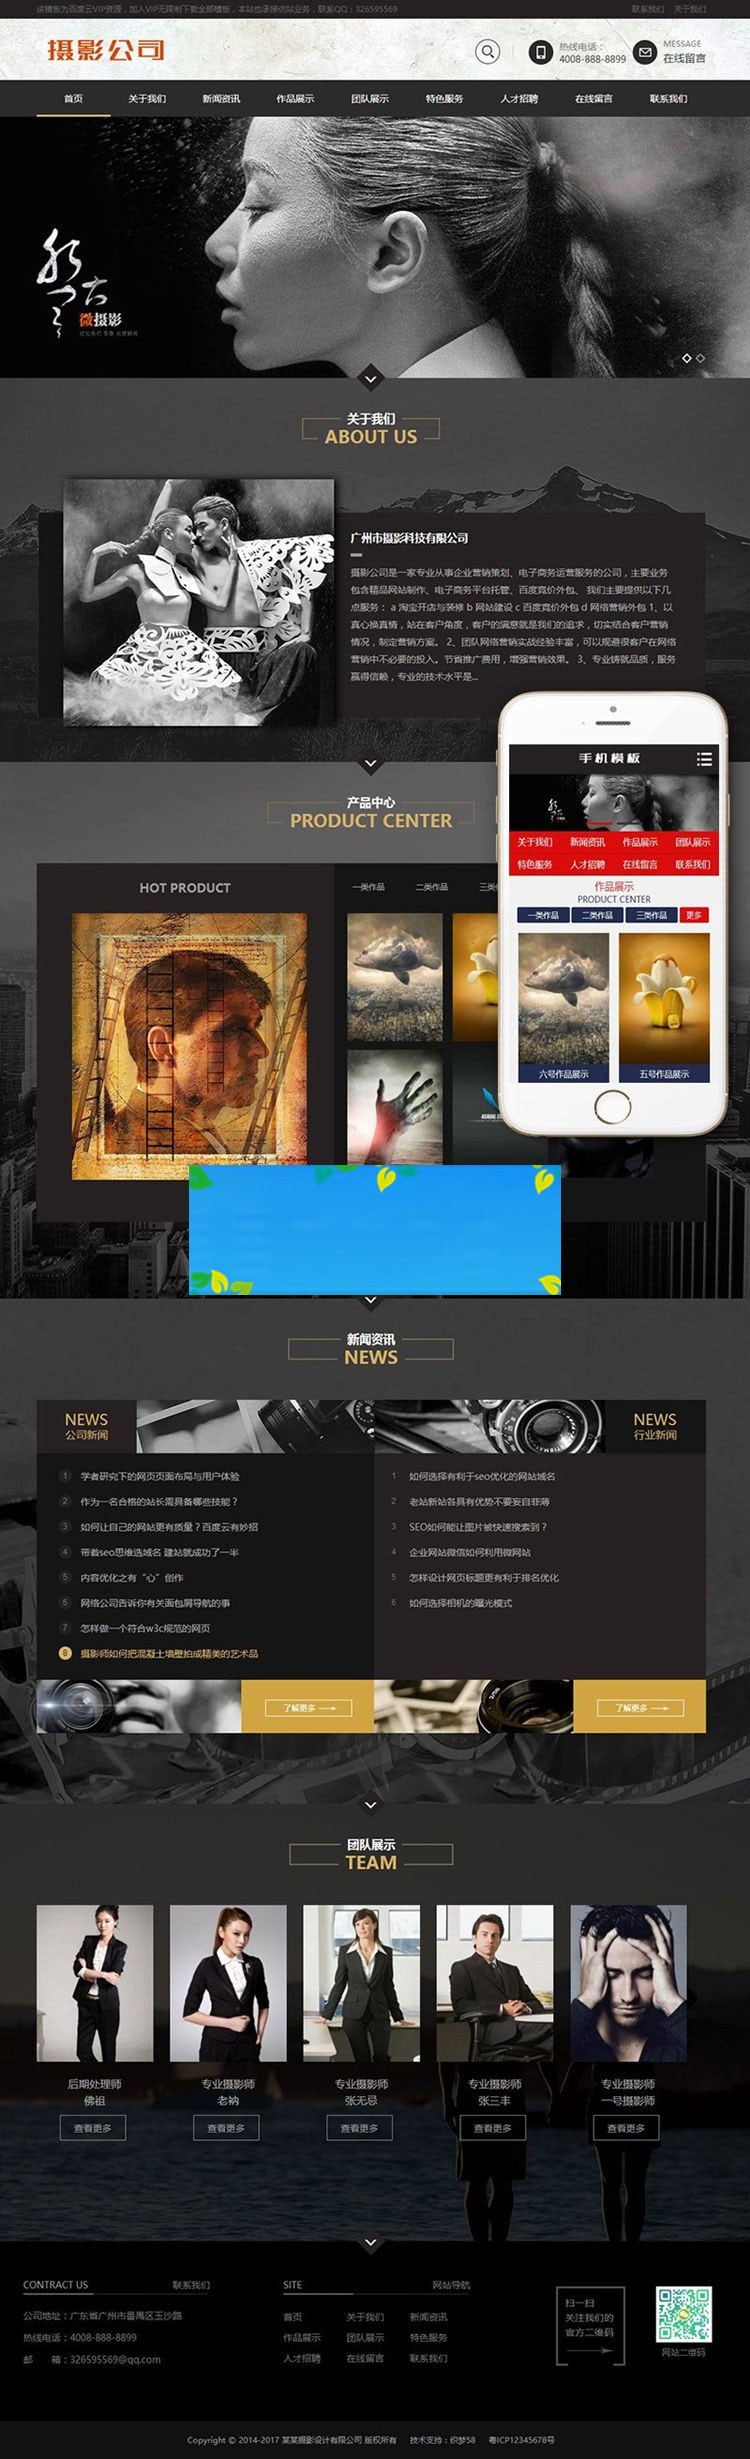 该模板为百度云VIP资源，加入VIP无限制下载全部模板，本站也承接仿站业务，联系QQ：326595569
联系我们 关于我们
摄影公司
热线电话：
4008-888-8899
MESSAGE
在线留言
首页 关于我们 新闻资讯 作品展示 团队展示 特色服务 人才招聘 在线留言 联系我们
微摄影
关于我们
ABOUT US
广州市摄影科技有限公司
摄影公司是一家专业从事企业营销策划、电子商务运营服务的公司，主要业务
包含精品网站制作、电子商务平台托管、百度竞价外包、 我们主要提供以下几
点服务： a 淘宝开店与装修 b 网站建设 c 百度竞价外包 d 网络营销外包 1、以
真心换真情，站在客户角度，客户的满意就是我们的追求，切实结合客户营销
情况，制定营销方案。 2、团队网络营销实战经验丰富，可以规避很客户在网络
营销中不必要的投入。节省推广费用，增强营销效果。 3、专业铸就品质，服务
赢得信赖，专业的技术水平是...
产品中心
PRODUCT CENTER
HOT PRODUCT
一类作品 二类作品 三类
手机模板
关于我们 新闻资讯 作品展示 团队展示
特色服务 人才招聘 在线留言 联系我们
作品展示
PRODUCT CENTER
一类作品 二类作品 三类作品 更多
六号作品展示 五号作品展示
新闻资讯
NEWS
NEWS
公司新闻
NEWS
行业新闻
1 学者研究下的网页页面布局与用户体验
2 作为一名合格的站长需具备哪些技能？
3 如何让自己的网站更有质量？百度云有妙招
4 带着seo思维选域名 建站就成功了一半
5 内容优化之有“心”创作
6 网络公司告诉你有关面包屑导航的事
7 怎样做一个符合w3c规范的网页
8 摄影师如何把混凝土墙壁拍成精美的艺术品
1 如何选择有利于seo优化的网站域名
2 老站新站各具有优势不要妄自菲薄
3 SEO如何能让图片被快速搜索到？
4 企业网站微信如何利用微网站
5 怎样设计网页标题更有利于排名优化
6 如何选择相机的曝光模式
了解更多
了解更多
团队展示
TEAM
后期处理师 专业摄影师 专业摄影师 专业摄影师 专业摄影师
佛祖 老衲 张无忌 张三丰 一号摄影师
查看更多 查看更多 查看更多 查看更多 查看更多
CONTRACT US 联系我们
公司地址：广东省广州市番禺区玉沙路
热线电话：4008-888-8899
邮 箱：326595569@qq.com
SITE 网站导航
首页 关于我们 新闻资讯
作品展示 团队展示 特色服务
人才招聘 在线留言 联系我们
扫一扫
关注我们的
官方二维码
网站二维码
Copyright © 2014-2017 某某摄影设计有限公司 版权所有 技术支持：织梦58 粤ICP12345678号